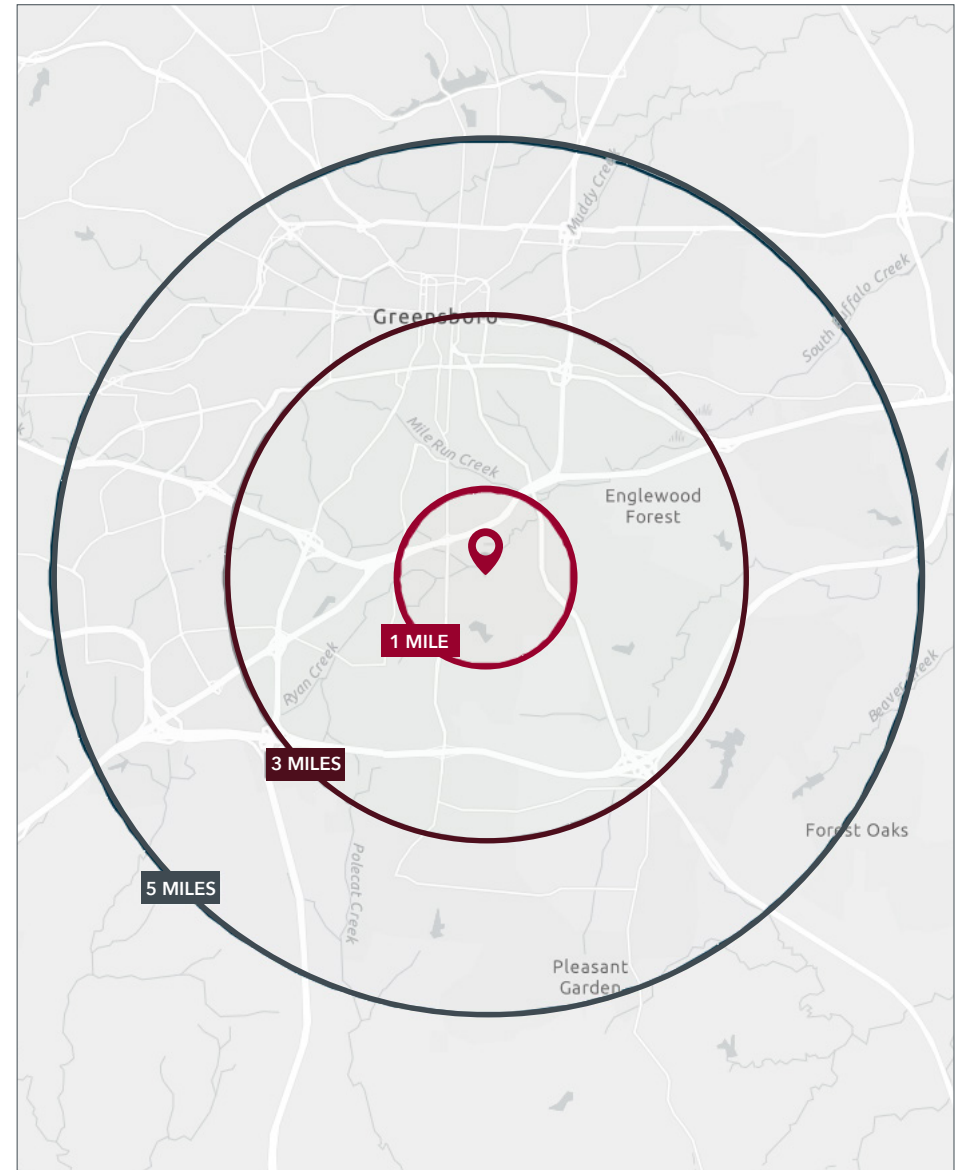 Muddy Creek
South Buffalo Creek
Greensboro
Mile Run Creek
Englewood
Forest
1 MILE
Ryan Creek
Beaver Creek
3 MILES
Forest Oaks
5 MILES
Polecat Creek
Pleasant
Garden